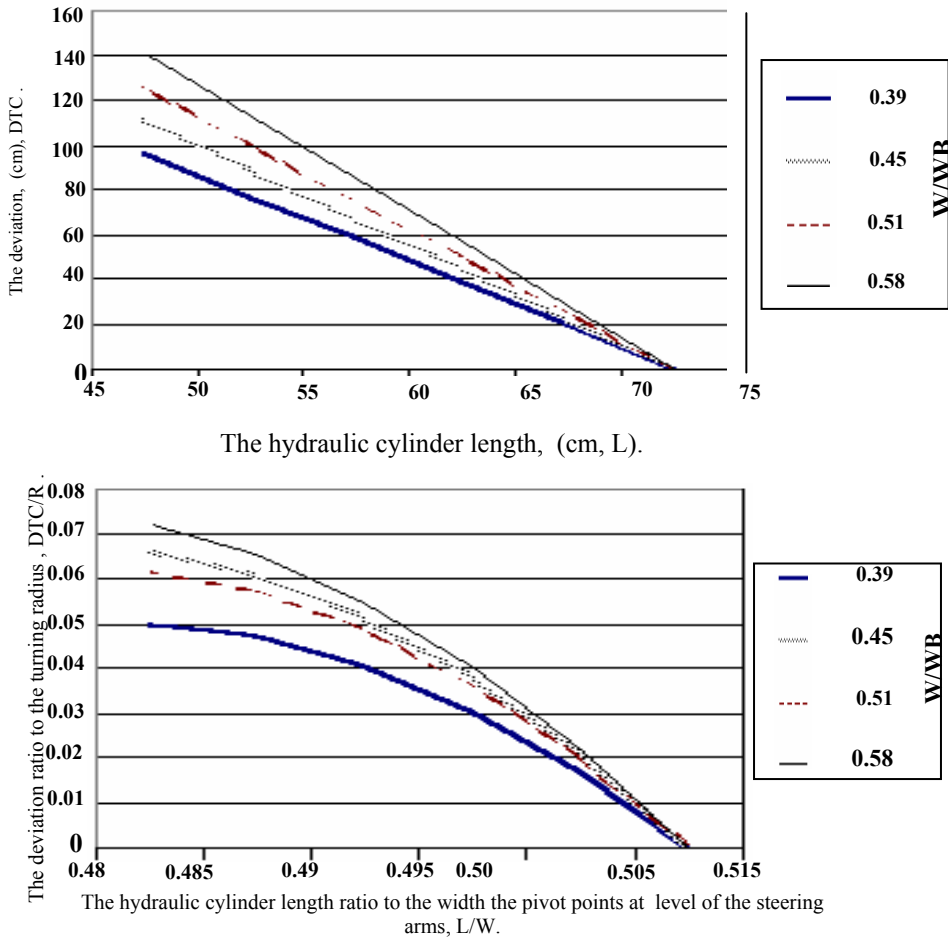 The deviation, (cm), DTC .
160
140
120
100
80
60
40
20
0
45 50 55 60 65 70 75
The hydraulic cylinder length, (cm, L).
0.39
0.45
0.51
0.58
W/WB
The deviation ratio to the turning radius , DTC/R .
0.08
0.07
0.06
0.05
0.04
0.03
0.02
0.01
0
0.48 0.485 0.49 0.495 0.50 0.505 0.515
The hydraulic cylinder length ratio to the width the pivot points at level of the steering
arms, L/W.
0.39
0.45
0.51
0.58
W/WB